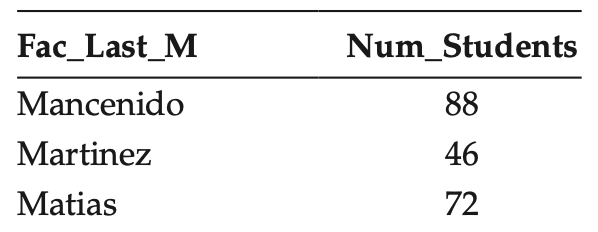 Fac_Last_M Num_Students
Mancenido 88
Martinez 46
Matias 72